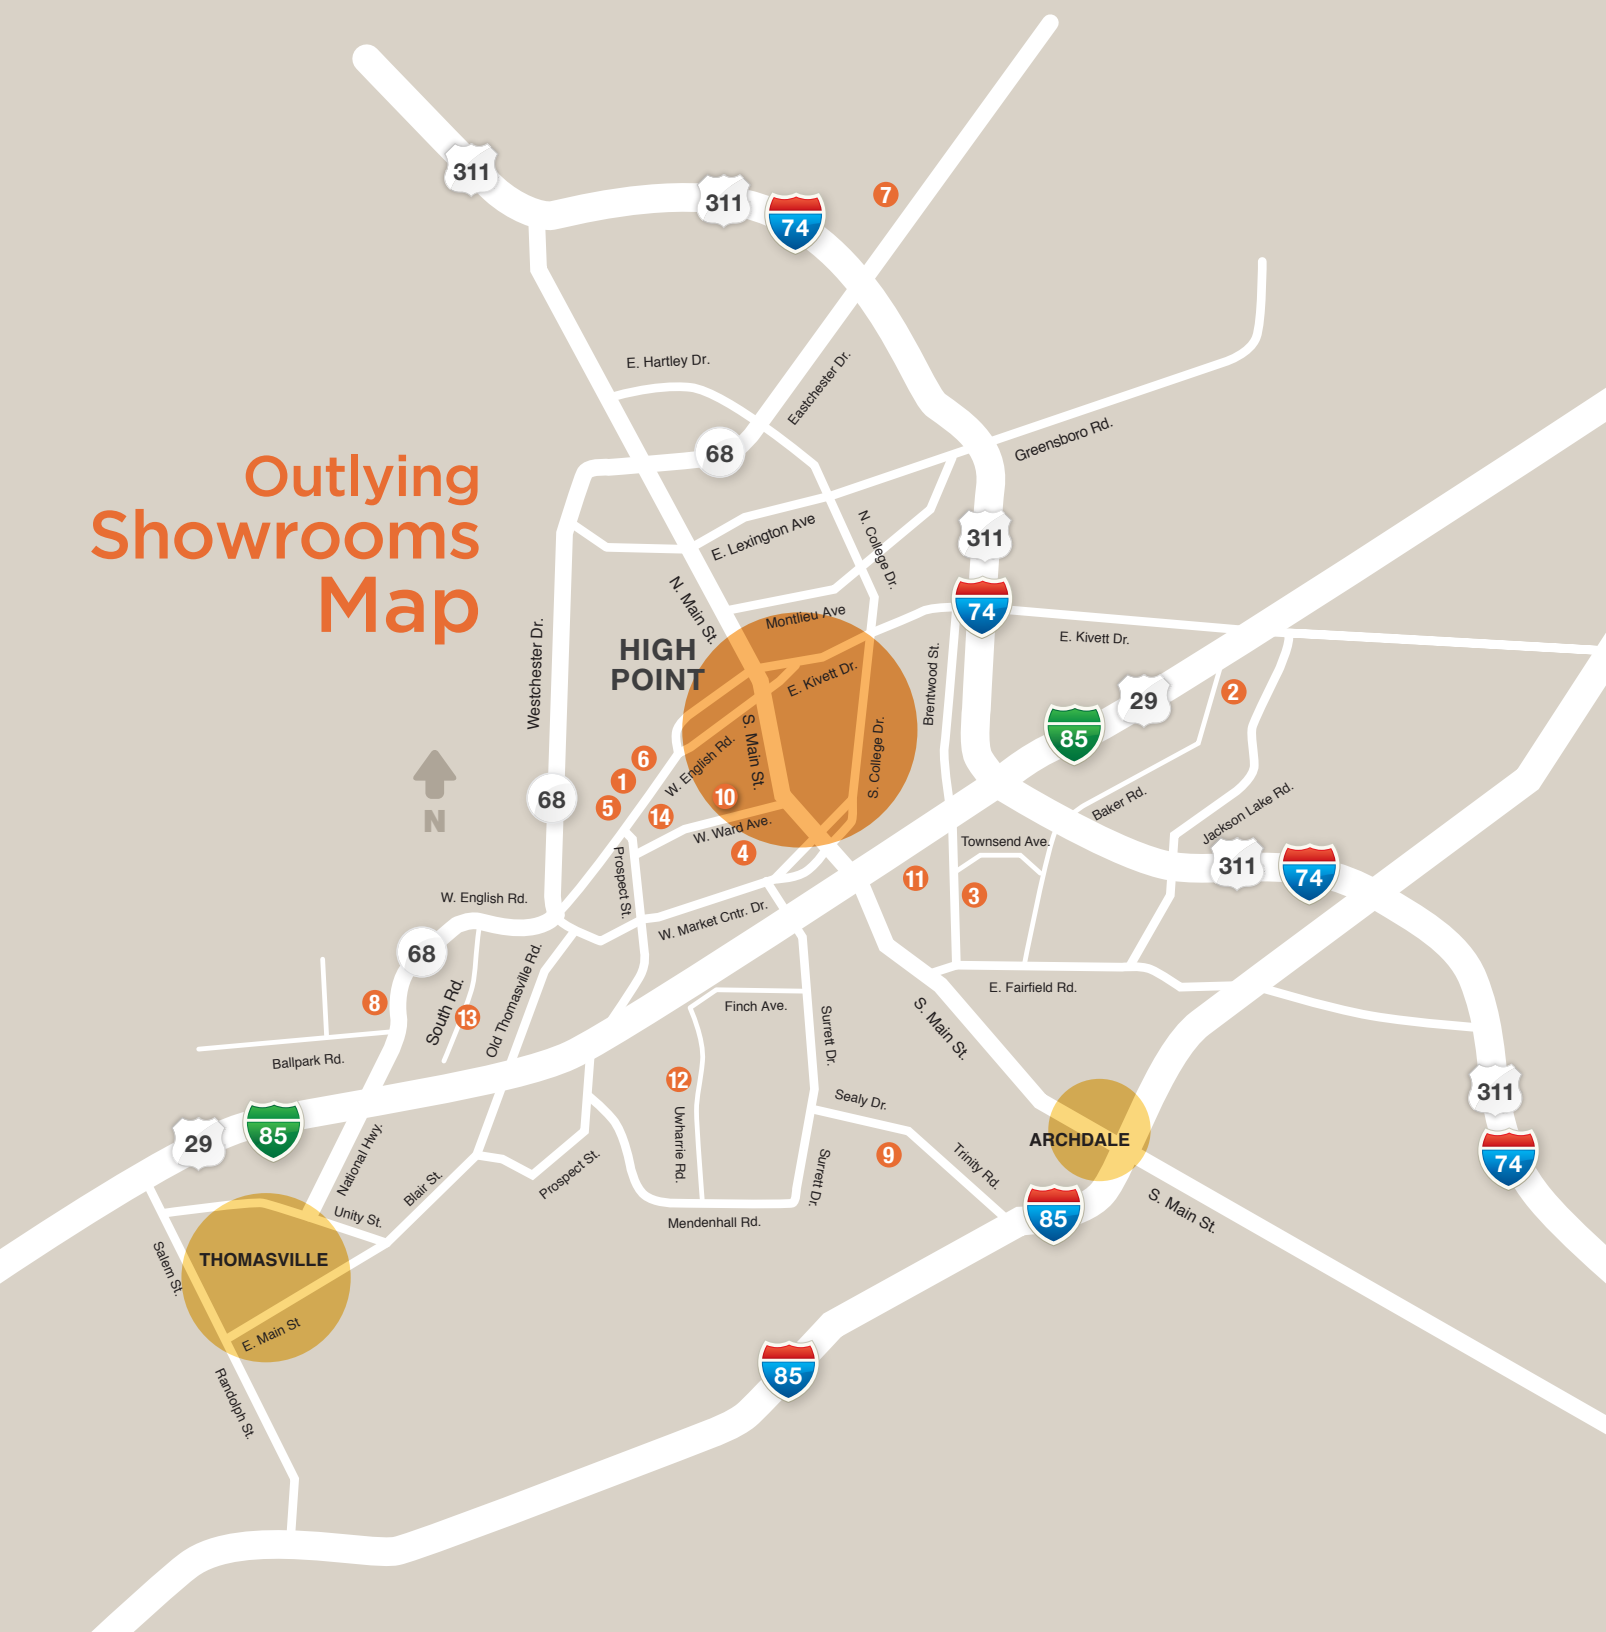 311
311
74
7
E. Hartley Dr.
Eastchester Dr.
68
Greensboro Rd.
Outlying
Showrooms
Map
E. Lexington Ave
N. College Dr.
311
74
N. Main St.
Montlieu Ave
E. Kivett Dr.
HIGH
POINT
Westchester Dr.
E. Kivett Dr.
Brentwood St.
2
29
85
S. Main St.
S. College Dr.
W. English Rd.
6
1
5
14
10
68
N
W. Ward Ave.
4
Baker Rd.
Jackson Lake Rd.
Townsend Ave.
311
74
11
3
Prospect St.
W. English Rd.
W. Market Cntr. Dr.
68
8
South Rd.
13
Old Thomasville Rd.
Finch Ave.
Surrett Dr.
E. Fairfield Rd.
S. Main St.
Ballpark Rd.
12
Uwharrie Rd.
Sealy Dr.
311
74
29
85
National Hwy.
Blair St.
Prospect St.
Surrett Dr.
9
Trinity Rd.
ARCHDALE
85
S. Main St.
Unity St.
Mendenhall Rd.
Salem St.
THOMASVILLE
E. Main St
Randolph St.
85